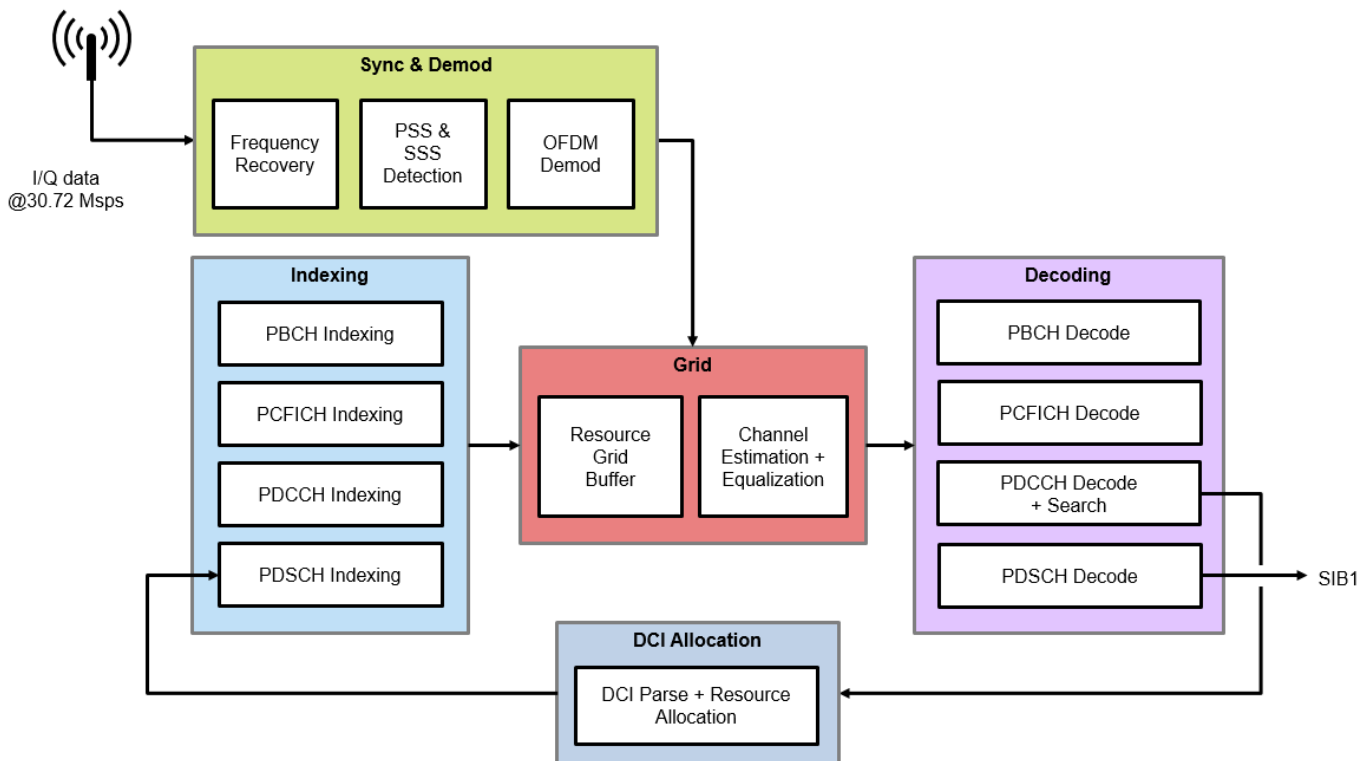 Sync & Demod
Frequency
Recovery
PSS &
SSS
Detection
OFDM
Demod
I/Q data
@30.72 Msps
Indexing
PBCH Indexing
PCFICH Indexing
PDCCH Indexing
PDSCH Indexing
Grid
Resource
Grid
Buffer
Channel
Estimation +
Equalization
Decoding
PBCH Decode
PCFICH Decode
PDCCH Decode
+ Search
PDSCH Decode
SIB1
DCI Allocation
DCI Parse + Resource
Allocation